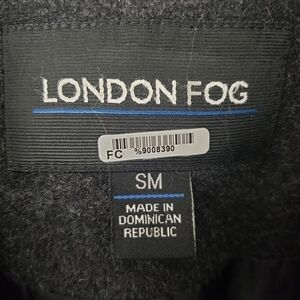 LONDON FOG
FC %9008390
SM
MADE IN
DOMINICAN
REPUBLIC